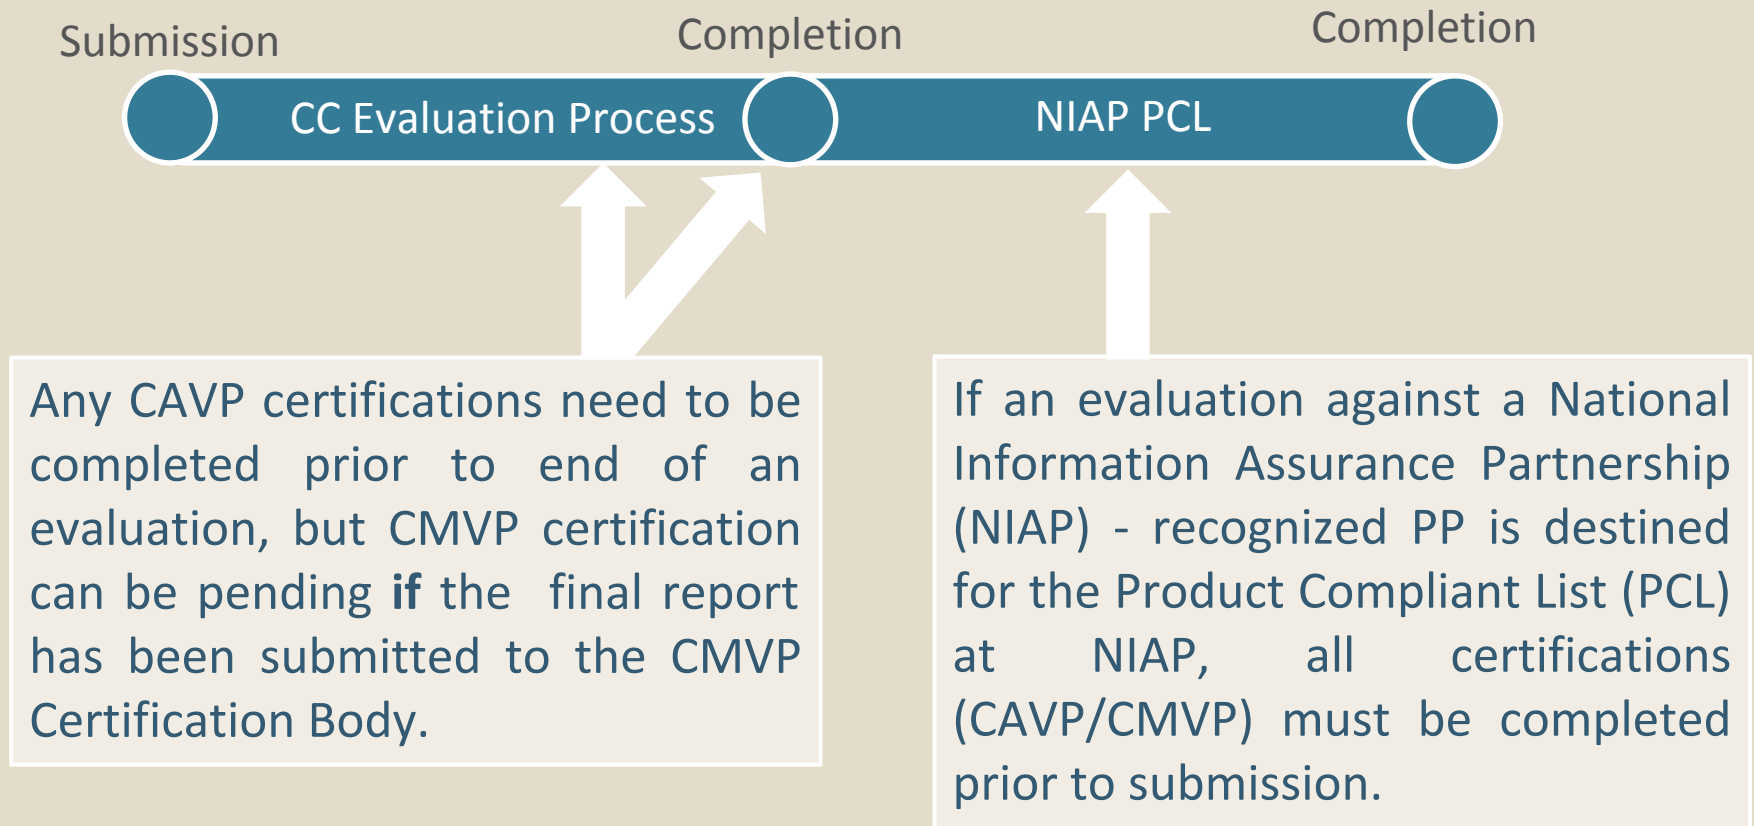 Submission
Completion
Completion
CC Evaluation Process
NIAP PCL
Any CAVP certifications need to be
completed prior to end of an
evaluation, but CMVP certification
can be pending if the final report
has been submitted to the CMVP
Certification Body.
If an evaluation against a National
Information Assurance Partnership
(NIAP) - recognized PP is destined
for the Product Compliant List (PCL)
at NIAP, all certifications
(CAVP/CMVP) must be completed
prior to submission.